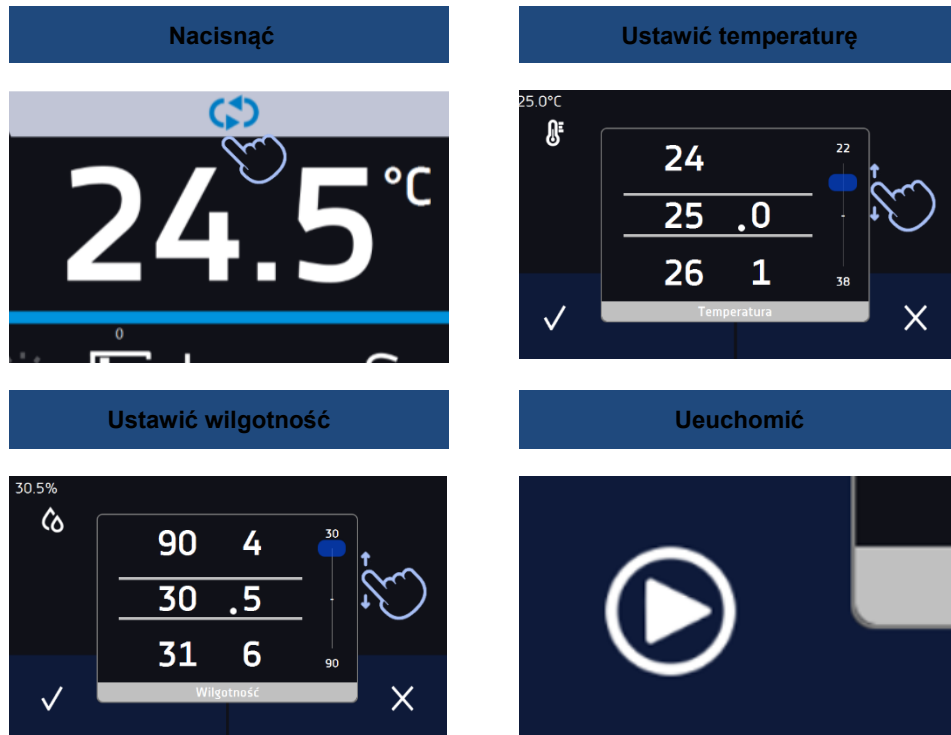 Nacisnąć
24.5°C
0
Ustawić temperaturę
25.0°C
24
22
25 .0
-
26 1
38
Temperatura
Ustawić wilgotność
30.5%
90 4
30
30 .5
-
31 6
90
Wilgotność
Ueuchomić